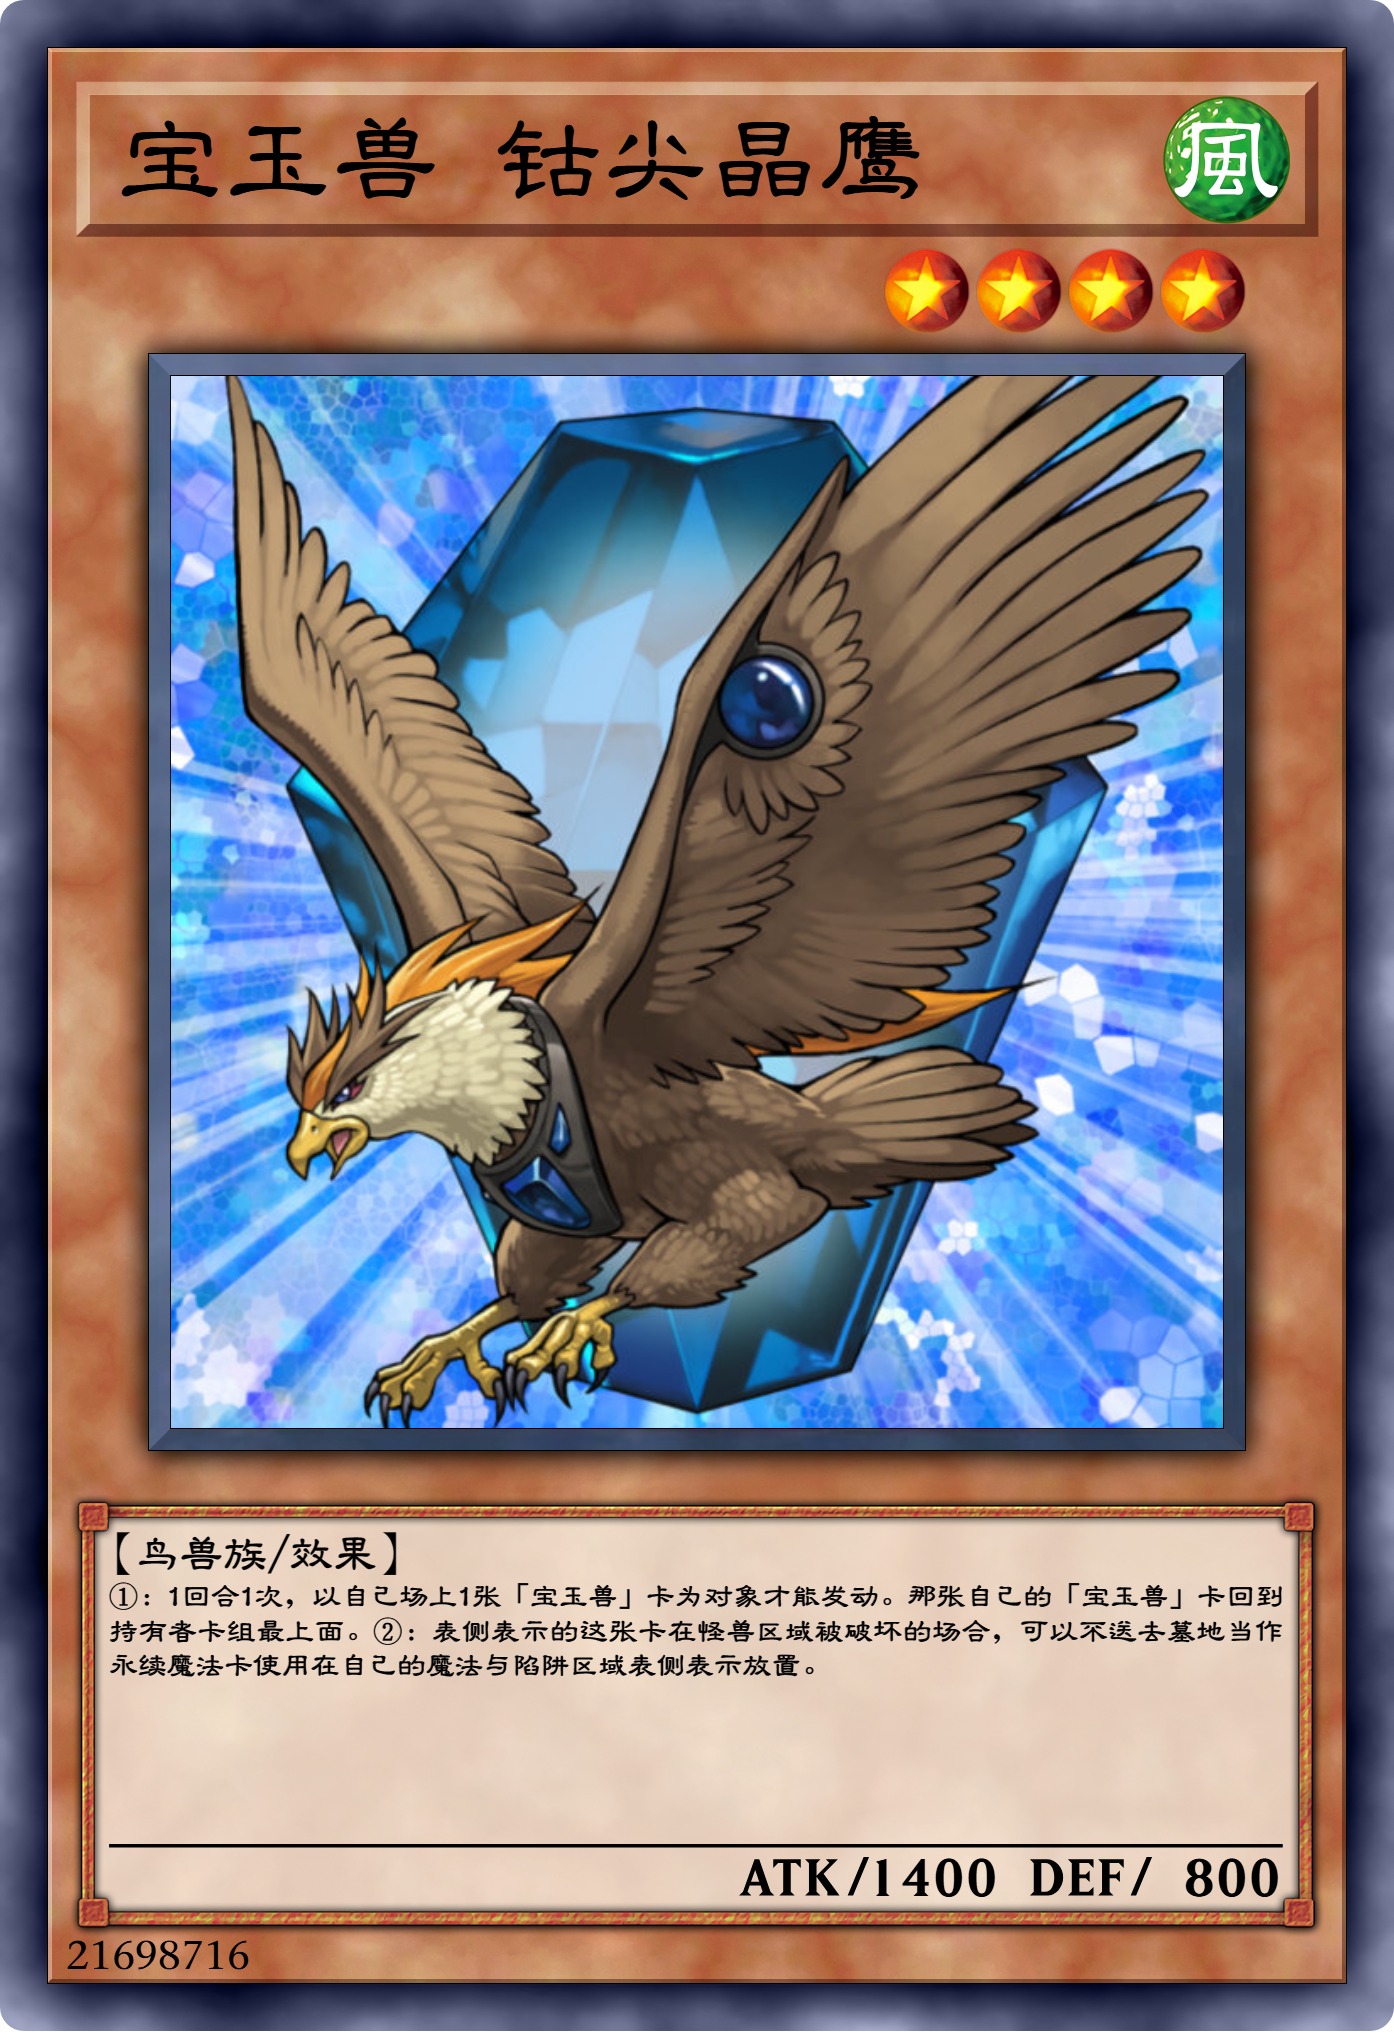 宝玉兽 钴尖晶鹰
風
【鸟兽族/效果】
①：1回合1次，以自己场上1张「宝玉兽」卡为对象才能发动。那张自己的「宝玉兽」卡回到
持有者卡组最上面。②：表侧表示的这张卡在怪兽区域被破坏的场合，可以不送去墓地当作
永续魔法卡使用在自己的魔法与陷阱区域表侧表示放置。
ATK/1400 DEF/ 800
21698716